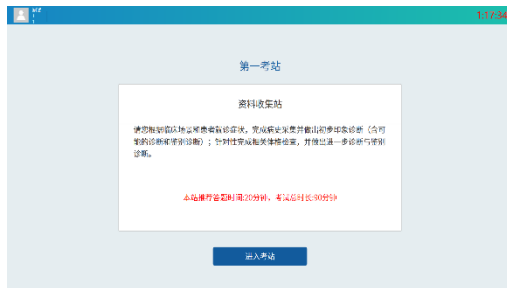 1:17:34
第一考站
资料收集站
请您根据临床场景和患者就诊症状，完成病史采集并做出初步印象诊断（含可
能的诊断和鉴别诊断）；针对性完成相关体格检查，并做出进一步诊断与鉴别
诊断。
本站推荐答题时间:20分钟，考试总时长:90分钟
进入考站